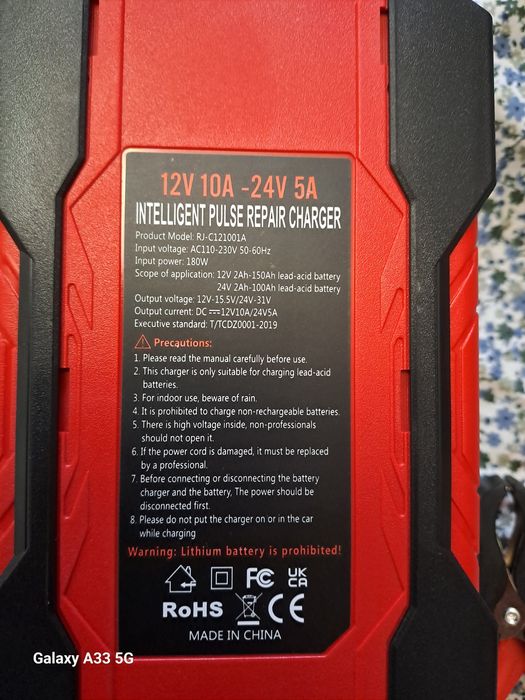 12V 10A -24V 5A
INTELLIGENT PULSE REPAIR CHARGER
Product Model: RJ-C121001A
Input voltage: AC110-230V 50-60Hz
Input power: 180W
Scope of application: 12V 2Ah-150Ah lead-acid battery
24V 2Ah-100Ah lead-acid battery
Output voltage: 12V-15.5V/24V-31V
Output current: DC ⎓12V10A/24V5A
Executive standard: T/TCDZ0001-2019
Precautions:
1. Please read the manual carefully before use.
2. This charger is only suitable for charging lead-acid
batteries.
3. For indoor use, beware of rain.
4. It is prohibited to charge non-rechargeable batteries.
5. There is high voltage inside, non-professionals
should not open it.
6. If the power cord is damaged, it must be replaced
by a professional.
7. Before connecting or disconnecting the battery
charger and the battery, The power should be
disconnected first.
8. Please do not put the charger on or in the car
while charging
Warning: Lithium battery is prohibited!
FC UK
CA
RoHS CE
MADE IN CHINA
Galaxy A33 5G